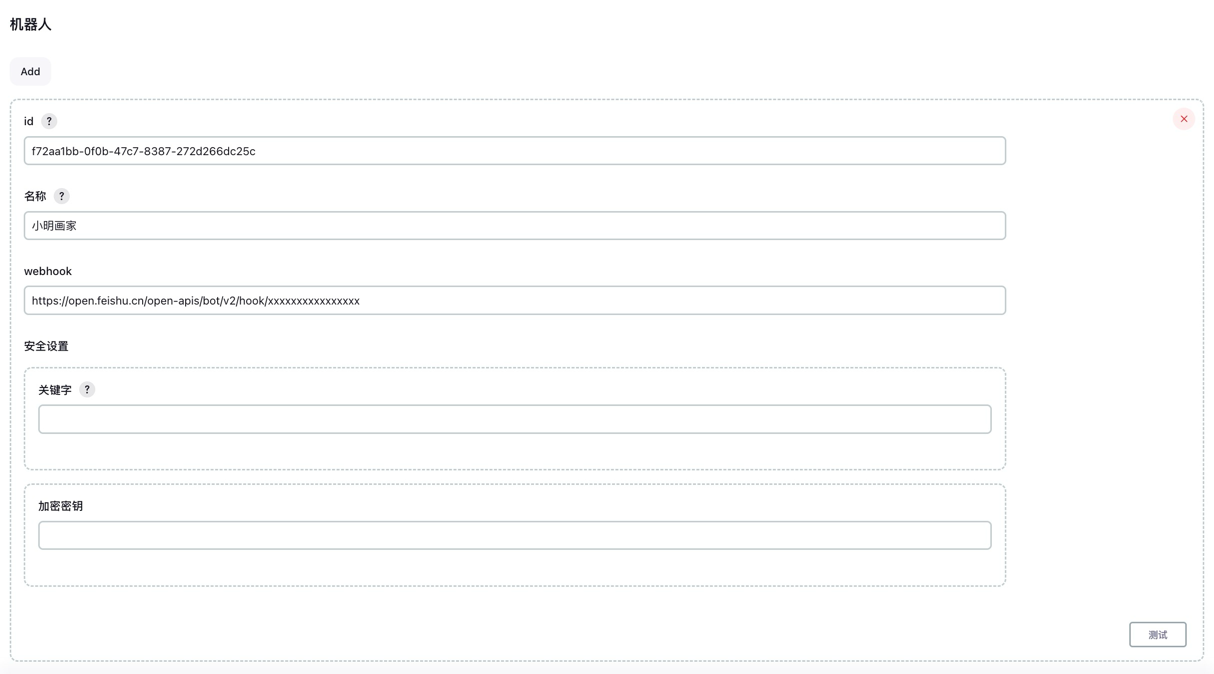 机器人
Add
id ?
f72aa1bb-0f0b-47c7-8387-272d266dc25c
名称 ?
小明画家
webhook
https://open.feishu.cn/open-apis/bot/v2/hook/xxxxxxxxxxxxxxxx
安全设置
关键字 ?
加密密钥
测试